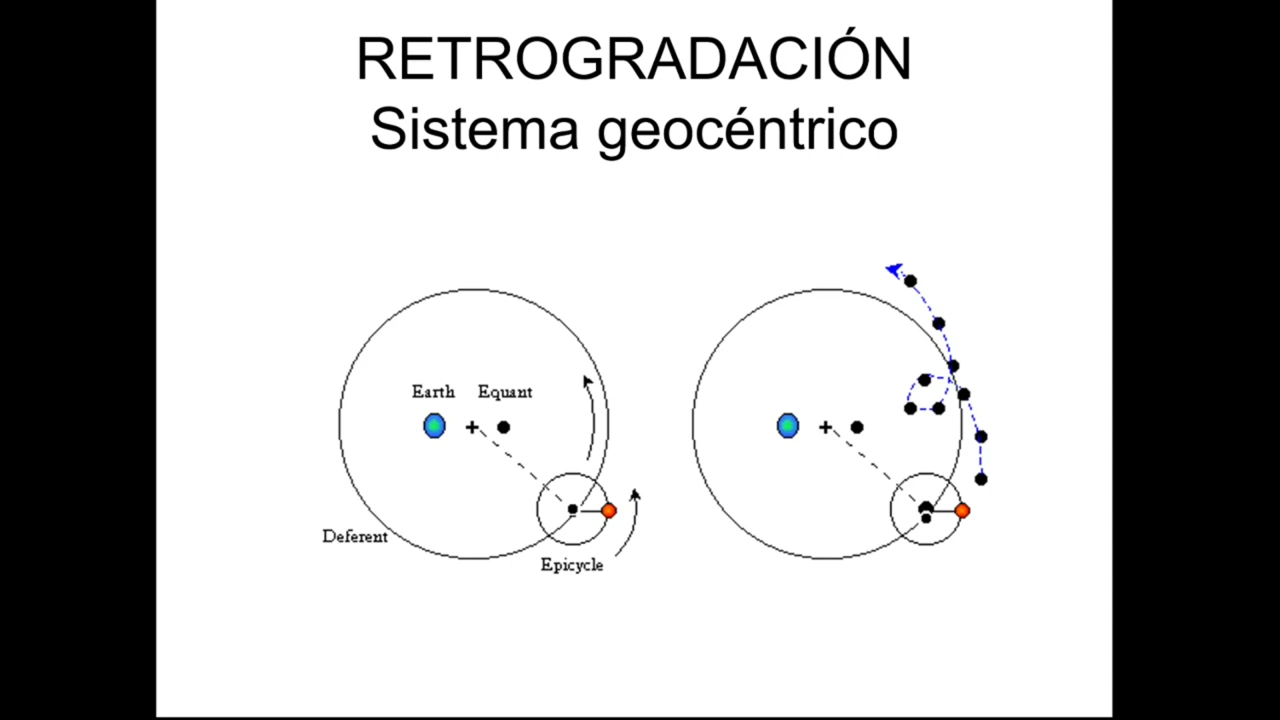 RETROGRADACIÓN
Sistema geocéntrico
Earth
Equant
Deferent
Epicycle